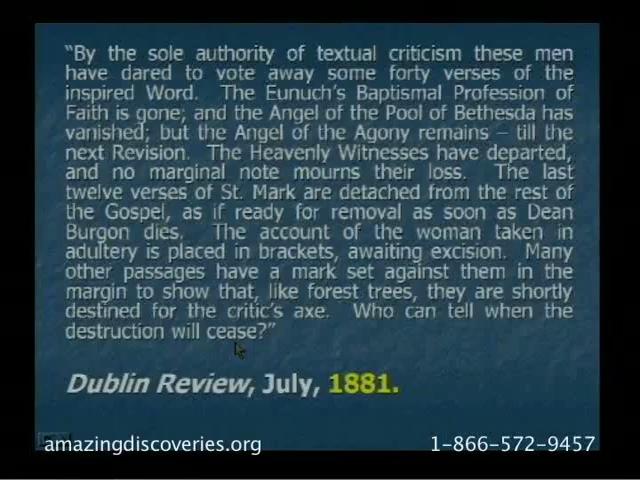 “By the sole authority of textual criticism these men
have dared to vote away some forty verses of the
inspired Word. The Eunuch’s Baptismal Profession of
Faith is gone; and the Angel of the Pool of Bethesda has
vanished; but the Angel of the Agony remains – till the
next Revision. The Heavenly Witnesses have departed,
and no marginal note mourns their loss. The last
twelve verses of St. Mark are detached from the rest of
the Gospel, as if ready for removal as soon as Dean
Burgon dies. The account of the woman taken in
adultery is placed in brackets, awaiting excision. Many
other passages have a mark set against them in the
margin to show that, like forest trees, they are shortly
destined for the critic’s axe. Who can tell when the
destruction will cease?”
Dublin Review, July, 1881.
amazingdiscoveries.org 1-866-572-9457